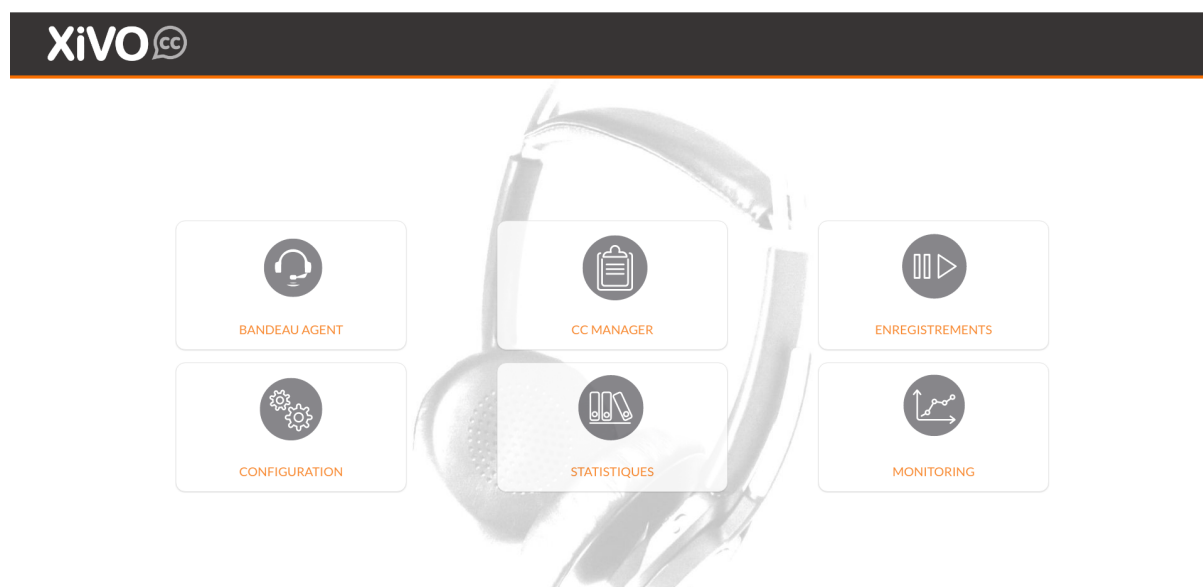 XiVO cc
BANDEAU AGENT
CC MANAGER
ENREGISTREMENTS
CONFIGURATION
STATISTIQUES
MONITORING